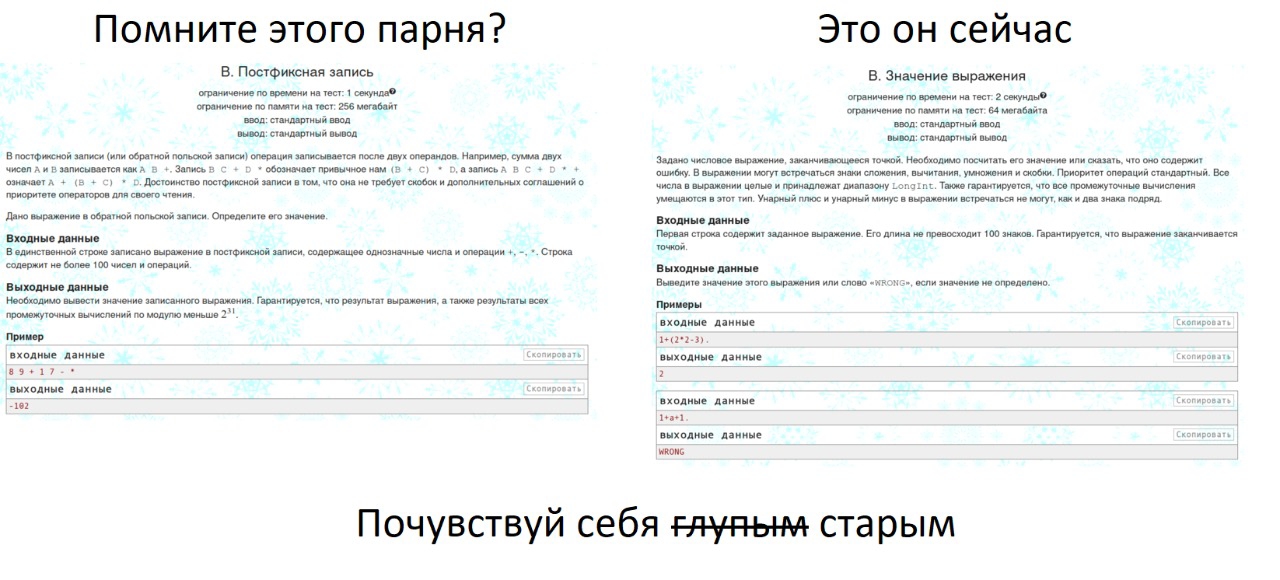 Помните этого парня?
Это он сейчас
В. Постфиксная запись
ограничение по времени на тест: 1 секунда
ограничение по памяти на тест: 256 мегабайт
ввод: стандартный ввод
вывод: стандартный вывод
В постфиксной записи (или обратной польской записи) операция записывается после двух операндов. Например, сумма двух
чисел A и B записывается как A B +. Запись B C + D * обозначает привычное нам (B + C) * D, а запись A B C + D * +
означает A + (B + C) * D. Достоинство постфиксной записи в том, что она не требует скобок и дополнительных соглашений о
приоритете операторов для своего чтения.
Дано выражение в обратной польской записи. Определите его значение.
Входные данные
В единственной строке записано выражение в постфиксной записи, содержащее однозначные числа и операции +, -, *. Строка
содержит не более 100 чисел и операций.
Выходные данные
Необходимо вывести значение записанного выражения. Гарантируется, что результат выражения, а также результаты всех
промежуточных вычислений по модулю меньше 2³¹.
Пример
входные данные
Скопировать
8 9 + 1 7 - *
выходные данные
Скопировать
-102
В. Значение выражения
ограничение по времени на тест: 2 секунды
ограничение по памяти на тест: 64 мегабайта
ввод: стандартный ввод
вывод: стандартный вывод
Задано числовое выражение, заканчивающееся точкой. Необходимо посчитать его значение или сказать, что оно содержит
ошибку. В выражении могут встречаться знаки сложения, вычитания, умножения и скобки. Приоритет операций стандартный. Все
числа в выражении целые и принадлежат диапазону LongInt. Также гарантируется, что все промежуточные вычисления
умещаются в этот тип. Унарный плюс и унарный минус в выражении встречаться не могут, как и два знака подряд.
Входные данные
Первая строка содержит заданное выражение. Его длина не превосходит 100 знаков. Гарантируется, что выражение заканчивается
точкой.
Выходные данные
Выведите значение этого выражения или слово «WRONG», если значение не определено.
Примеры
входные данные
Скопировать
1+(2*2-3).
выходные данные
Скопировать
2
входные данные
Скопировать
1+a+1.
выходные данные
Скопировать
WRONG
Почувствуй себя глупым старым